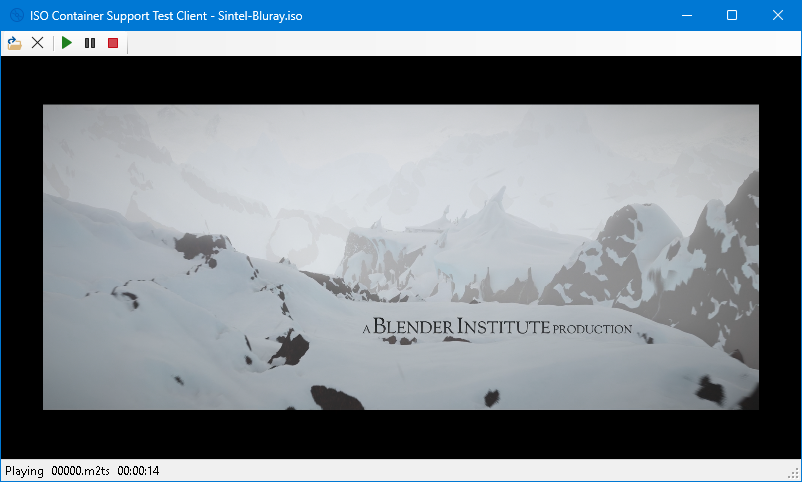 ISO Container Support Test Client - Sintel-Bluray.iso
A BLENDER INSTITUTE PRODUCTION
Playing 00000.m2ts 00:00:14